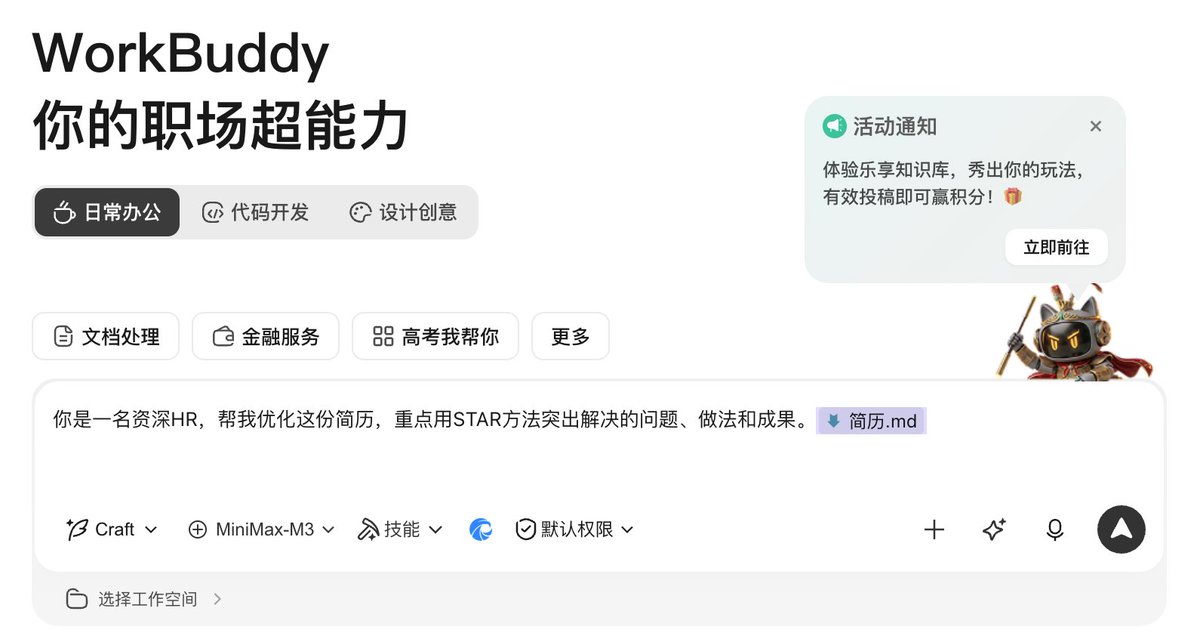 WorkBuddy
你的职场超能力
日常办公
代码开发
设计创意
活动通知
体验乐享知识库，秀出你的玩法，
有效投稿即可赢积分！🎁
立即前往
文档处理
金融服务
高考我帮你
更多
你是一名资深HR，帮我优化这份简历，重点用STAR方法突出解决的问题、做法和成果。 简历.md
Craft
MiniMax-M3
技能
默认权限
选择工作空间